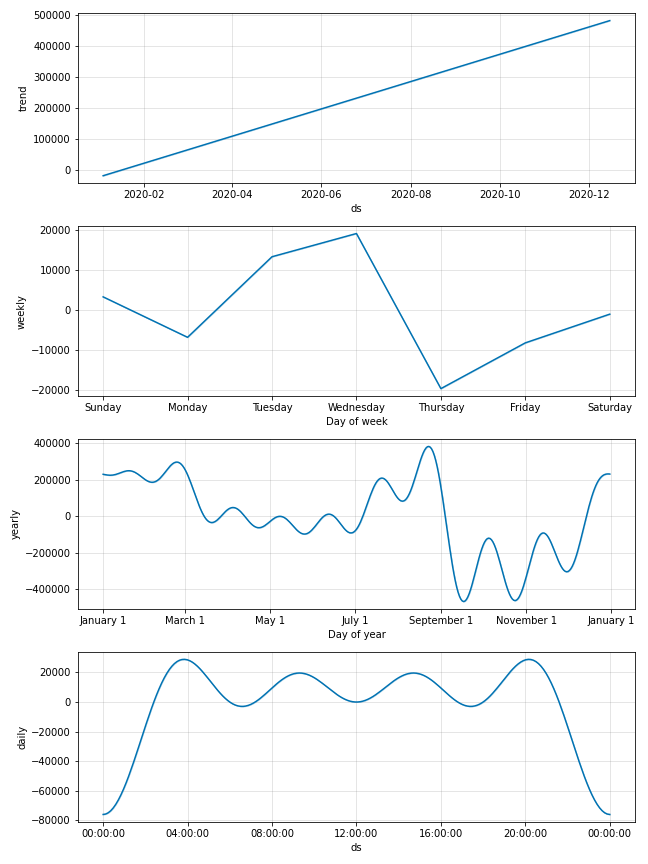 500000
400000
300000
200000
100000
0
trend
2020-02 2020-04 2020-06 2020-08 2020-10 2020-12
ds
20000
10000
0
−10000
−20000
weekly
Sunday Monday Tuesday Wednesday Thursday Friday Saturday
Day of week
400000
200000
0
−200000
−400000
yearly
January 1 March 1 May 1 July 1 September 1 November 1 January 1
Day of year
20000
0
−20000
−40000
−60000
−80000
daily
00:00:00 04:00:00 08:00:00 12:00:00 16:00:00 20:00:00 00:00:00
ds